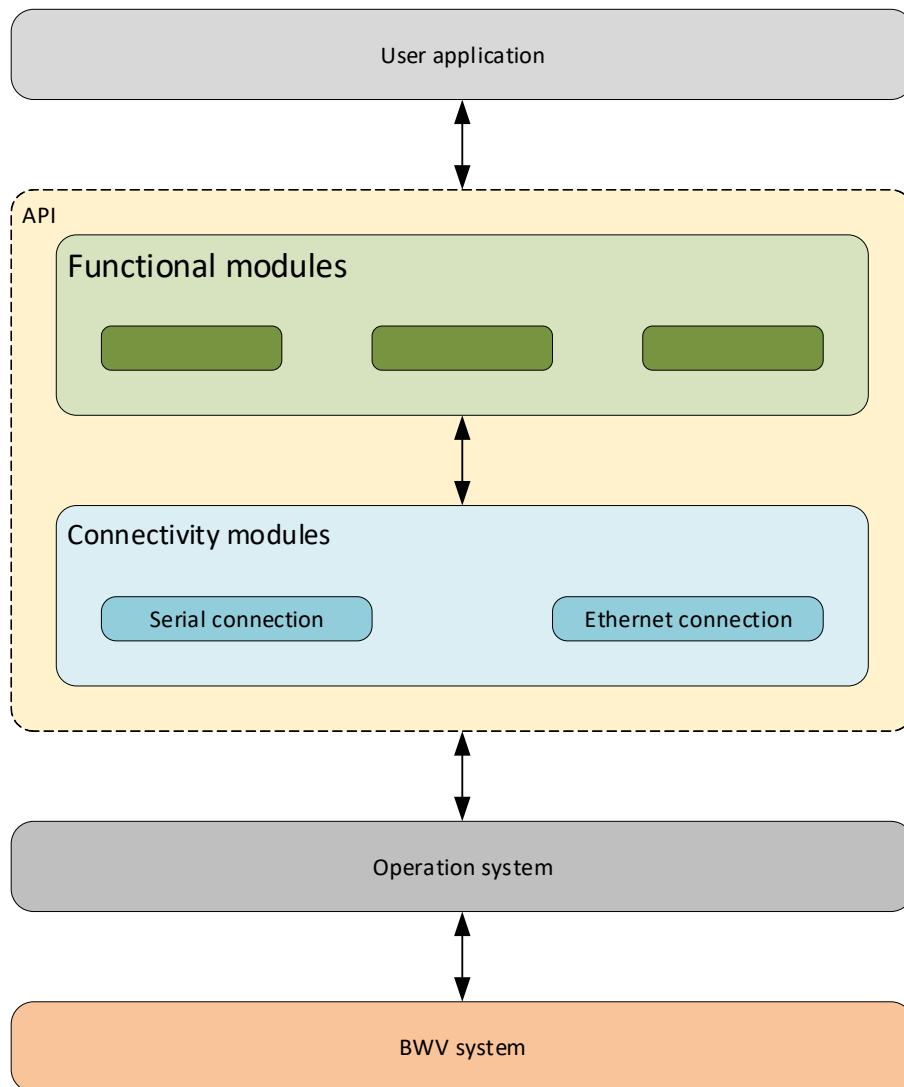 User application
API
Functional modules
Connectivity modules
Serial connection
Ethernet connection
Operation system
BWV system